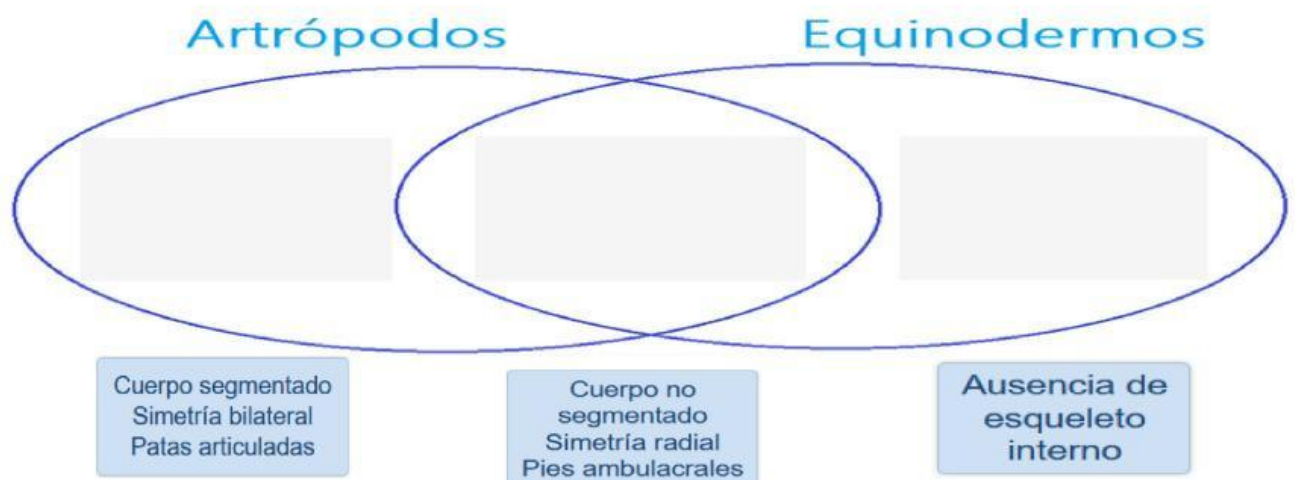 Artrópodos
Equinodermos
Cuerpo segmentado
Simetría bilateral
Patas articuladas
Cuerpo no
segmentado
Simetría radial
Pies ambulacrales
Ausencia de
esqueleto
interno